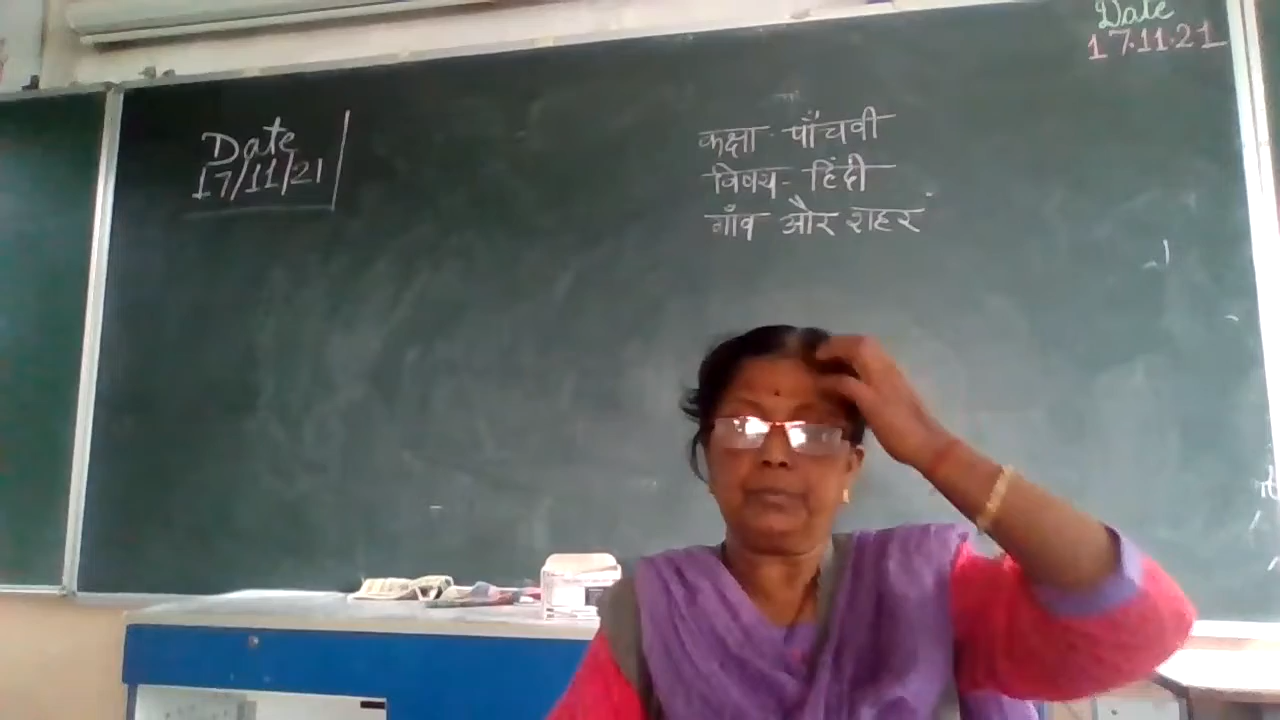 Date
17.11.21
Date
17/11/21
कक्षा - पाँचवी
विषय - हिंदी
गाँव और शहर